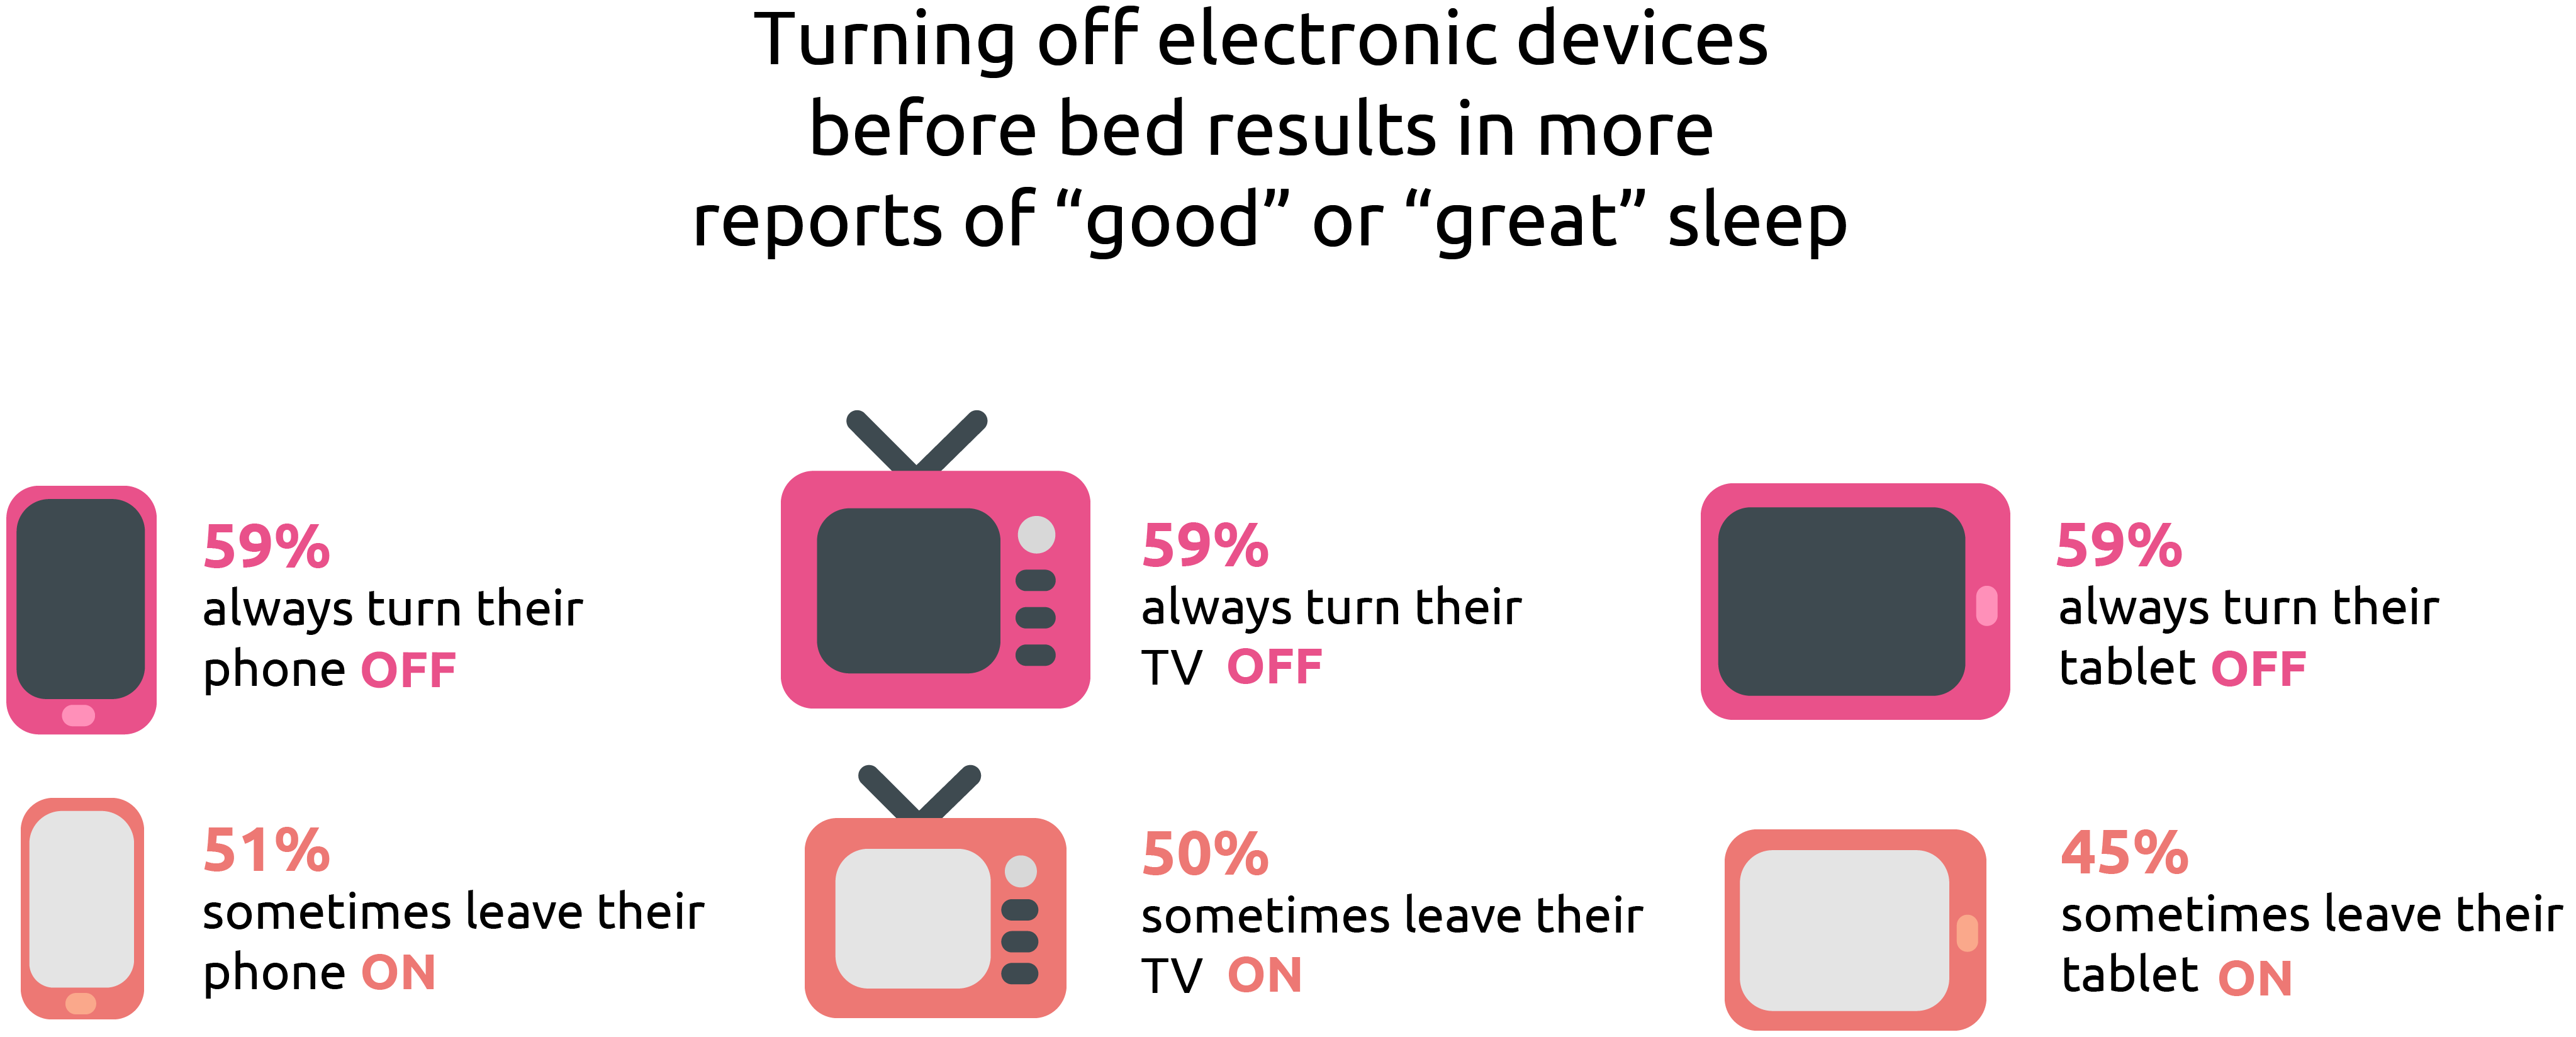 Turning off electronic devices
before bed results in more
reports of “good” or “great” sleep
59%
always turn their
phone OFF
59%
always turn their
TV OFF
59%
always turn their
tablet OFF
51%
sometimes leave their
phone ON
50%
sometimes leave their
TV ON
45%
sometimes leave their
tablet ON